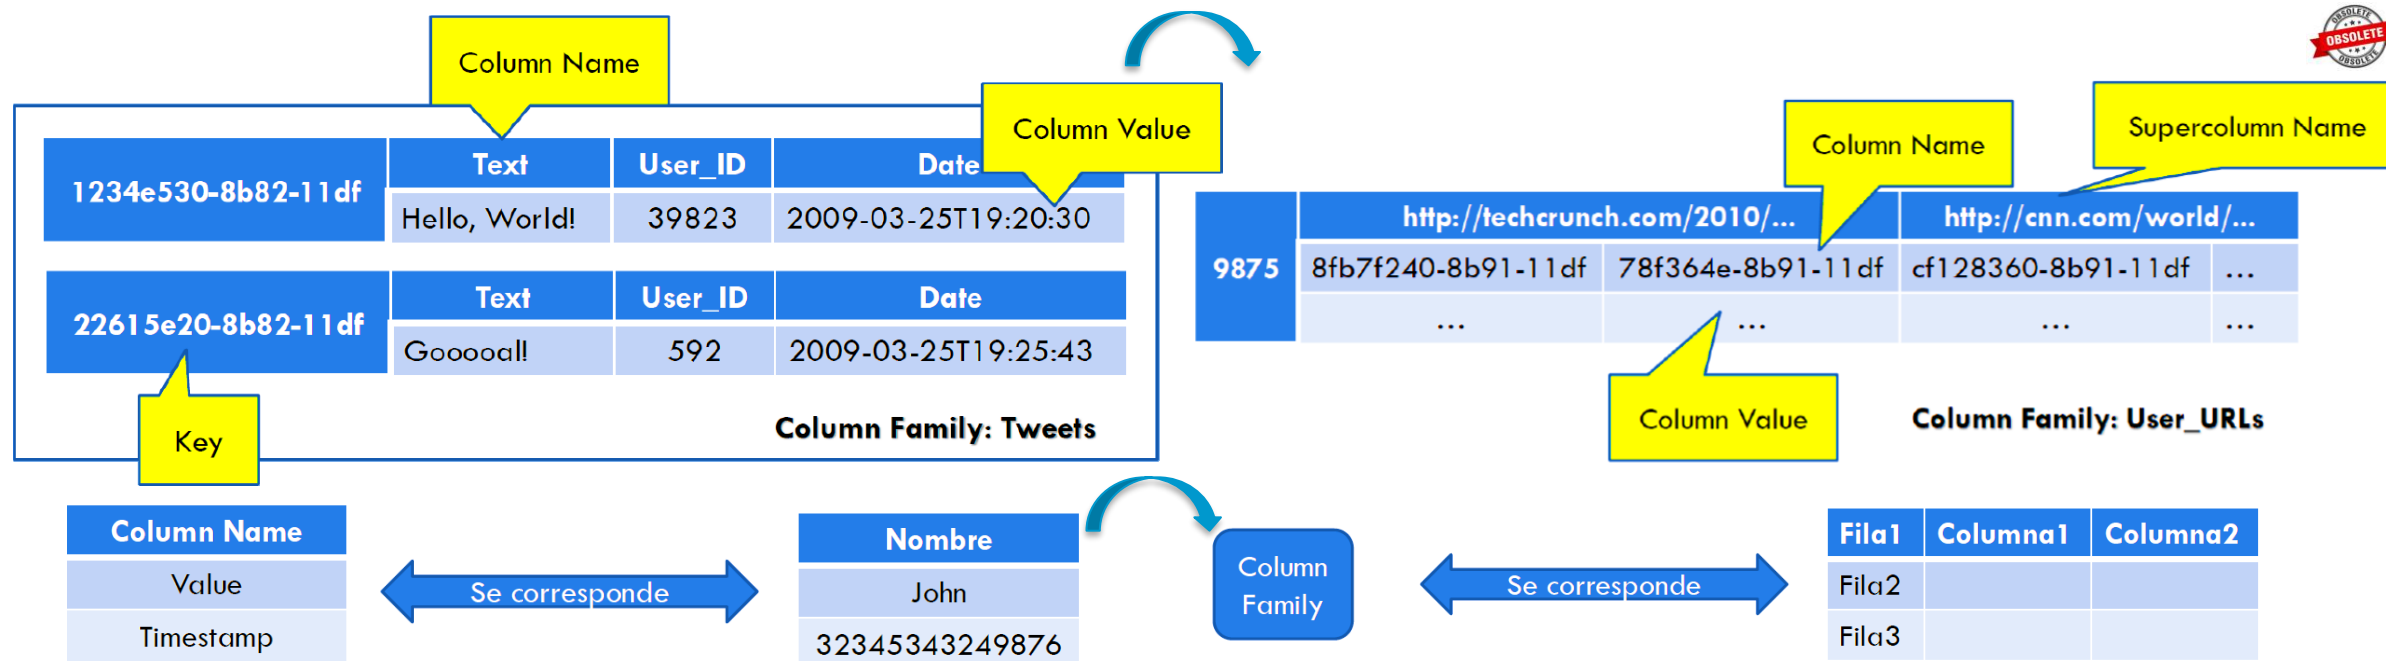 Column Name
Column Value
1234e530-8b82-11df
Text User_ID Date
Hello, World! 39823 2009-03-25T19:20:30
22615e20-8b82-11df
Text User_ID Date
Gooooal! 592 2009-03-25T19:25:43
Key
Column Family: Tweets
OBSOLETE
OBSOLETE
OBSOLETE
Supercolumn Name
Column Name
http://techcrunch.com/2010/... http://cnn.com/world/...
9875 8fb7f240-8b91-11df 78f364e-8b91-11df cf128360-8b91-11df ...
... ... ... ...
Column Value
Column Family: User_URLs
Column Name
Value
Timestamp
Se corresponde
Nombre
John
32345343249876
Column
Family
Se corresponde
Fila1 Columna1 Columna2
Fila2
Fila3